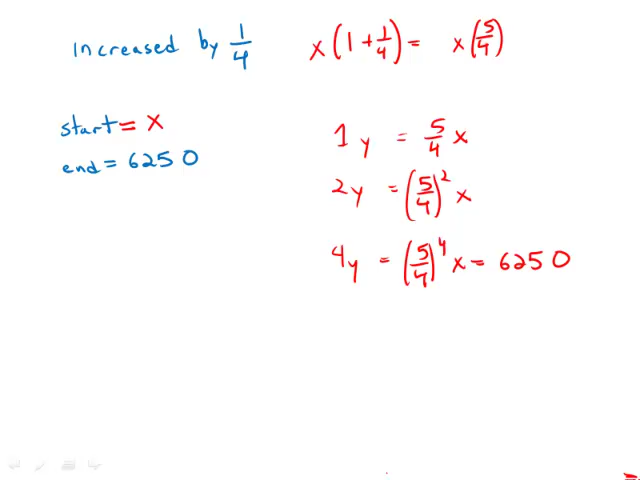 increased by 1/4 x(1+1/4)= x(5/4)
start = x
end = 6250
1y = 5/4 x
2y = (5/4)^2 x
4y = (5/4)^4 x = 6250